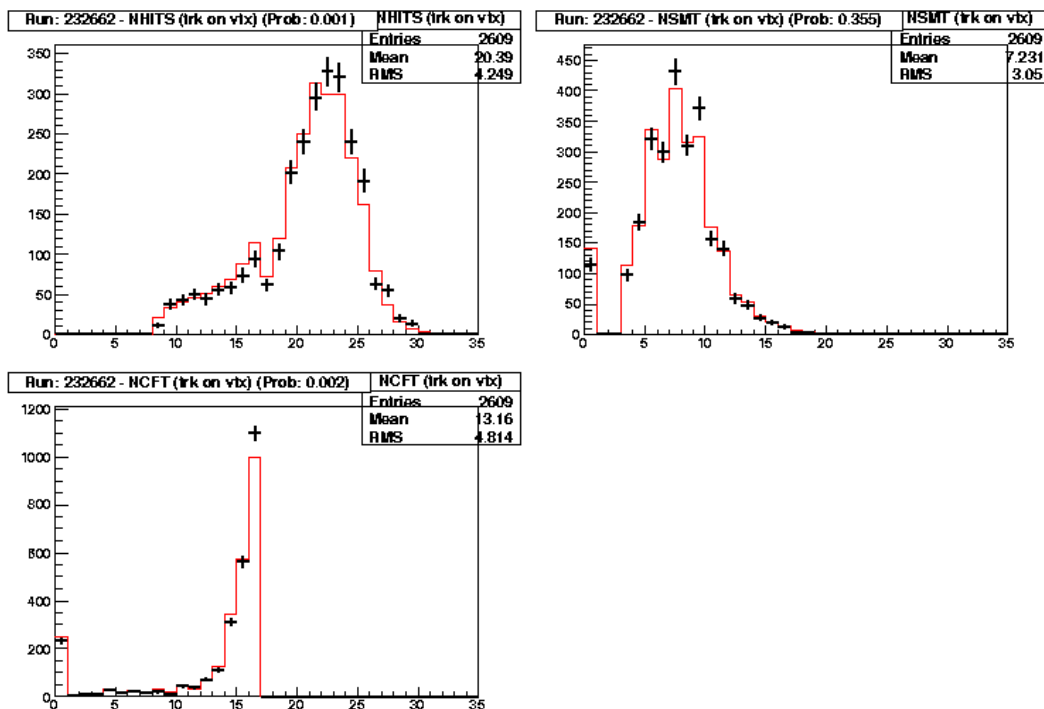 Run: 232662 - NHITS (trk on vtx) (Prob: 0.001)
NHITS (trk on vtx)
Entries 2609
Mean 20.39
RMS 4.249
350
300
250
200
150
100
50
0
0 5 10 15 20 25 30 35
Run: 232662 - NSMT (trk on vtx) (Prob: 0.355)
NSMT (trk on vtx)
Entries 2609
Mean 7.231
RMS 3.05
450
400
350
300
250
200
150
100
50
0
0 5 10 15 20 25 30 35
Run: 232662 - NCFT (trk on vtx) (Prob: 0.002)
NCFT (trk on vtx)
Entries 2609
Mean 13.16
RMS 4.814
1200
1000
800
600
400
200
0
0 5 10 15 20 25 30 35